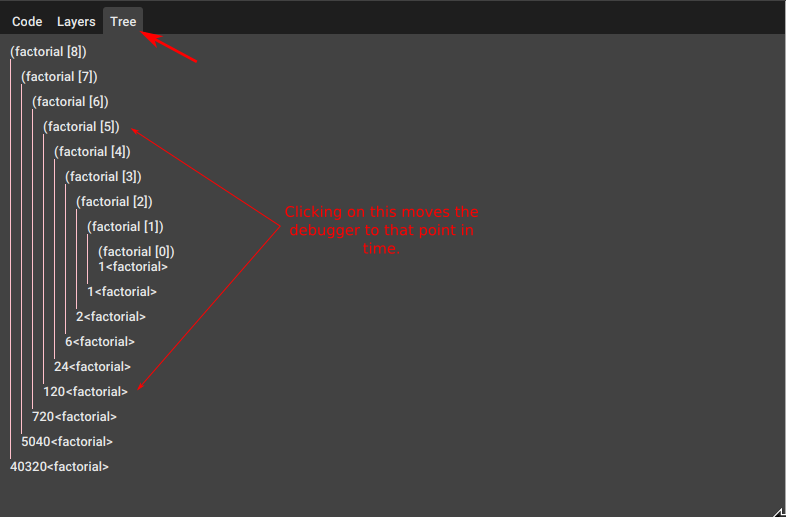 Code Layers Tree
(factorial [8])
(factorial [7])
(factorial [6])
(factorial [5])
(factorial [4])
(factorial [3])
(factorial [2])
(factorial [1])
(factorial [0])
1<factorial>
1<factorial>
2<factorial>
6<factorial>
24<factorial>
120<factorial>
720<factorial>
5040<factorial>
40320<factorial>
Clicking on this moves the
debugger to that point in
time.